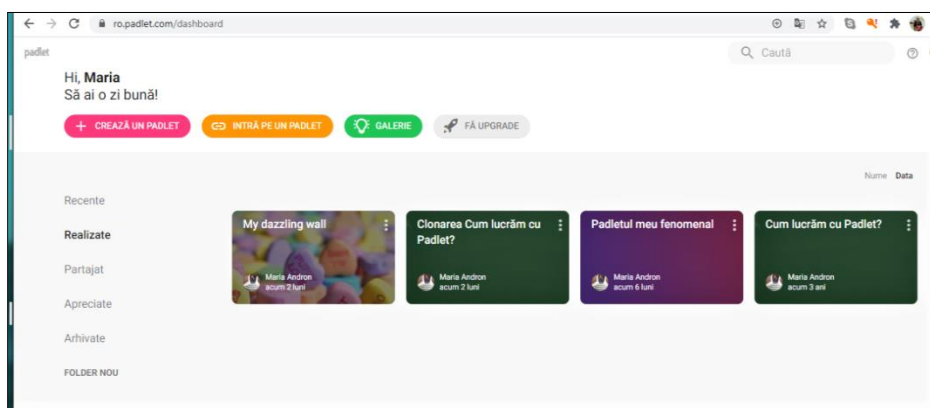 ro.padlet.com/dashboard
padlet
Caută
Hi, Maria
Să ai o zi bună!
CREAZĂ UN PADLET
INTRĂ PE UN PADLET
GALERIE
FĂ UPGRADE
Nume Data
Recente
Realizate
Partajat
Apreciate
Arhivate
FOLDER NOU
My dazzling wall
Maria Andron
acum 2 luni
Clonarea Cum lucrăm cu
Padlet?
Maria Andron
acum 2 luni
Padletul meu fenomenal
Maria Andron
acum 6 luni
Cum lucrăm cu Padlet?
Maria Andron
acum 3 ani